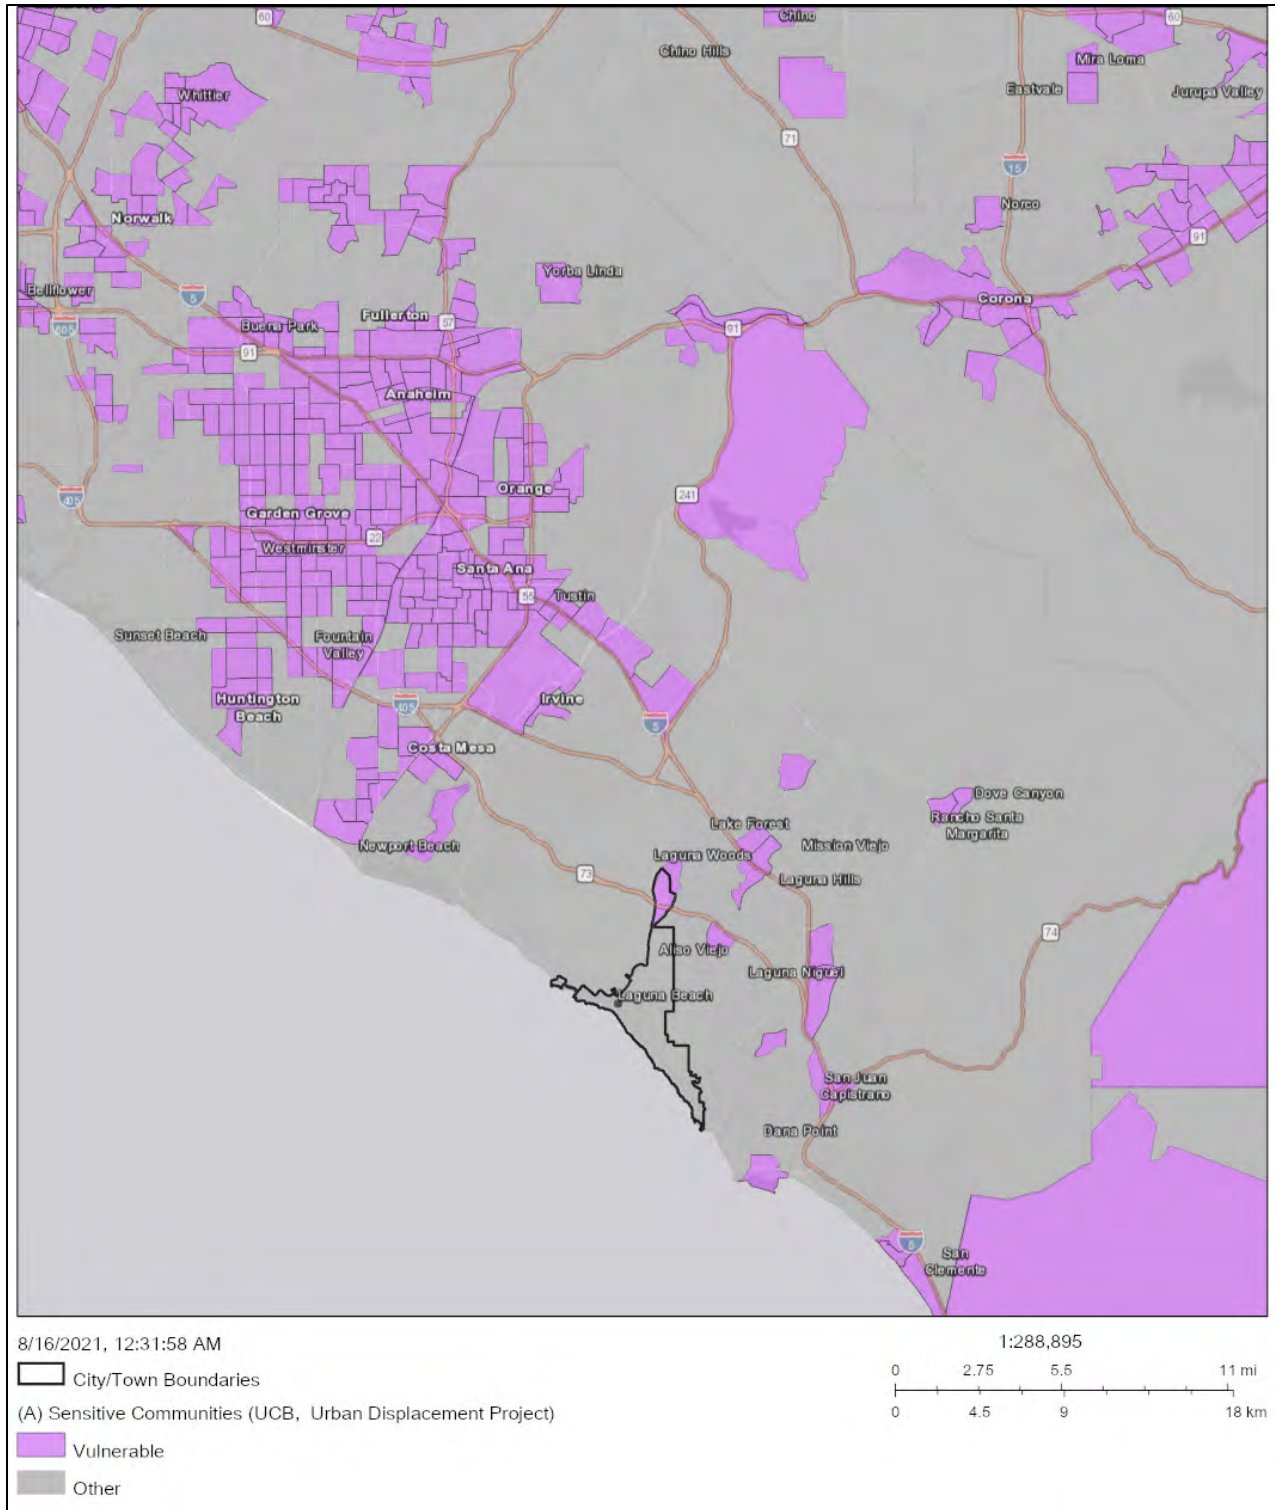 60
Chino
60
Chino Hills
Mira Loma
Whittier
Eastvale
Jurupa Valley
71
15
Norco
Norwalk
91
Yorba Linda
Bellflower
5
Corona
605
Buena Park
Fullerton
57
91
91
Anaheim
405
Orange
241
Garden Grove
22
Westminster
Santa Ana
55
Tustin
Sunset Beach
Fountain
Valley
Huntington
Beach
405
Irvine
5
Costa Mesa
Dove Canyon
Rancho Santa
Margarita
Lake Forest
Newport Beach
Laguna Woods
Mission Viejo
73
Laguna Hills
74
Aliso Viejo
Laguna Niguel
Laguna Beach
San Juan
Capistrano
Dana Point
5
San
Clemente
8/16/2021, 12:31:58 AM
1:288,895
0 2.75 5.5 11 mi
0 4.5 9 18 km
City/Town Boundaries
(A) Sensitive Communities (UCB, Urban Displacement Project)
Vulnerable
Other